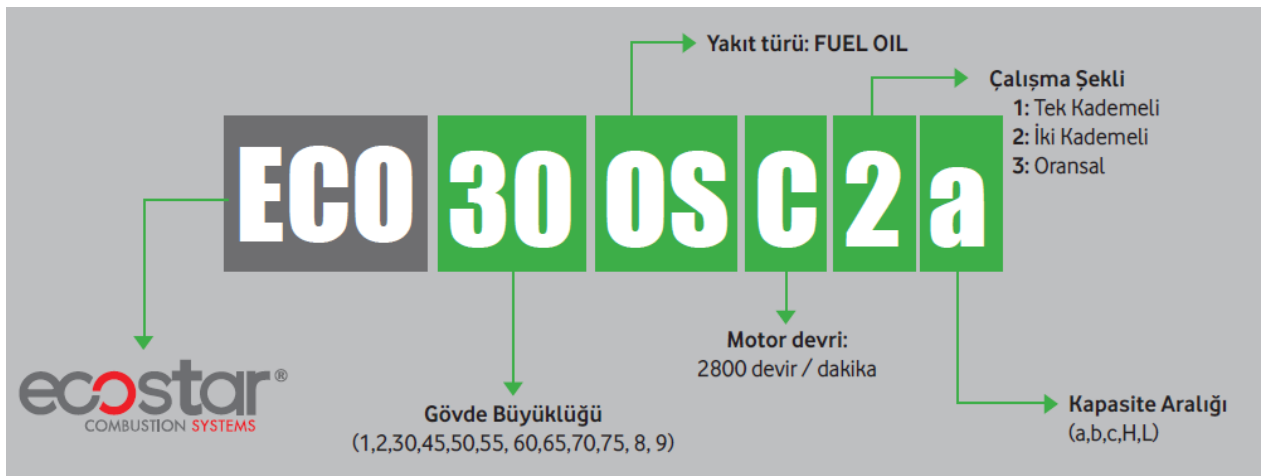 Yakıt türü: FUEL OIL
Çalışma Şekli
1: Tek Kademeli
2: İki Kademeli
3: Oransal
ECO 30 OS C 2 a
ecostar®
COMBUSTION SYSTEMS
Gövde Büyüklüğü
(1,2,30,45,50,55, 60,65,70,75, 8, 9)
Motor devri:
2800 devir / dakika
Kapasite Aralığı
(a,b,c,H,L)